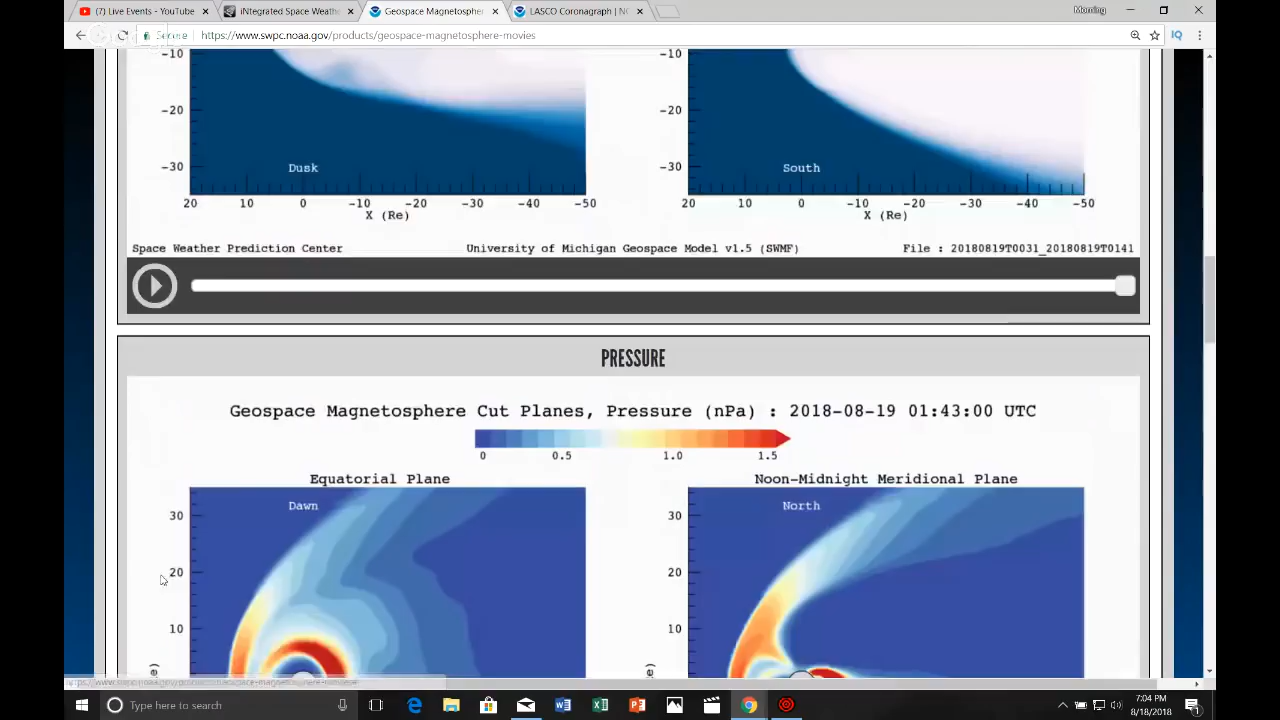 (7) Live Events - YouTube
iNtegrated Space Weathe
Geospace Magnetospher
LASCO Coronagraph | NO
Morning
Secure
https://www.swpc.noaa.gov/products/geospace-magnetosphere-movies
-10
-20
-30
Dusk
20 10 0 -10 -20 -30 -40 -50
X (Re)
-10
-20
-30
South
20 10 0 -10 -20 -30 -40 -50
X (Re)
Space Weather Prediction Center
University of Michigan Geospace Model v1.5 (SWMF)
File : 20180819T0031_20180819T0141
PRESSURE
Geospace Magnetosphere Cut Planes, Pressure (nPa) : 2018-08-19 01:43:00 UTC
0 0.5 1.0 1.5
Equatorial Plane
Dawn
30
20
10
Noon-Midnight Meridional Plane
North
30
20
10
Type here to search
7:04 PM
8/18/2018